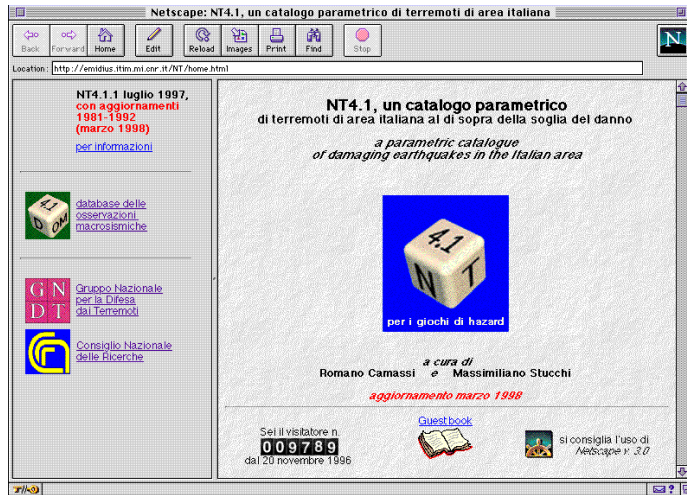 Netscape: NT4.1, un catalogo parametrico di terremoti di area italiana
Back Forward Home Edit Reload Images Print Find Stop
N
Location: http://emidius.itim.mi.cnr.it/NT/home.html
NT4.1.1 luglio 1997,
con aggiornamenti
1981-1992
(marzo 1998)
per informazioni
4.1
D OM
database delle
osservazioni
macrosismiche
G N
D T
Gruppo Nazionale
per la Difesa
dai Terremoti
Consiglio Nazionale
delle Ricerche
NT4.1, un catalogo parametrico
di terremoti di area italiana al di sopra della soglia del danno
a parametric catalogue
of damaging earthquakes in the Italian area
4.1
N T
per i giochi di hazard
a cura di
Romano Camassi e Massimiliano Stucchi
aggiornamento marzo 1998
Sei il visitatore n.
009789
dal 20 novembre 1996
Guestbook
si consiglia l'uso di
Netscape v. 3.0